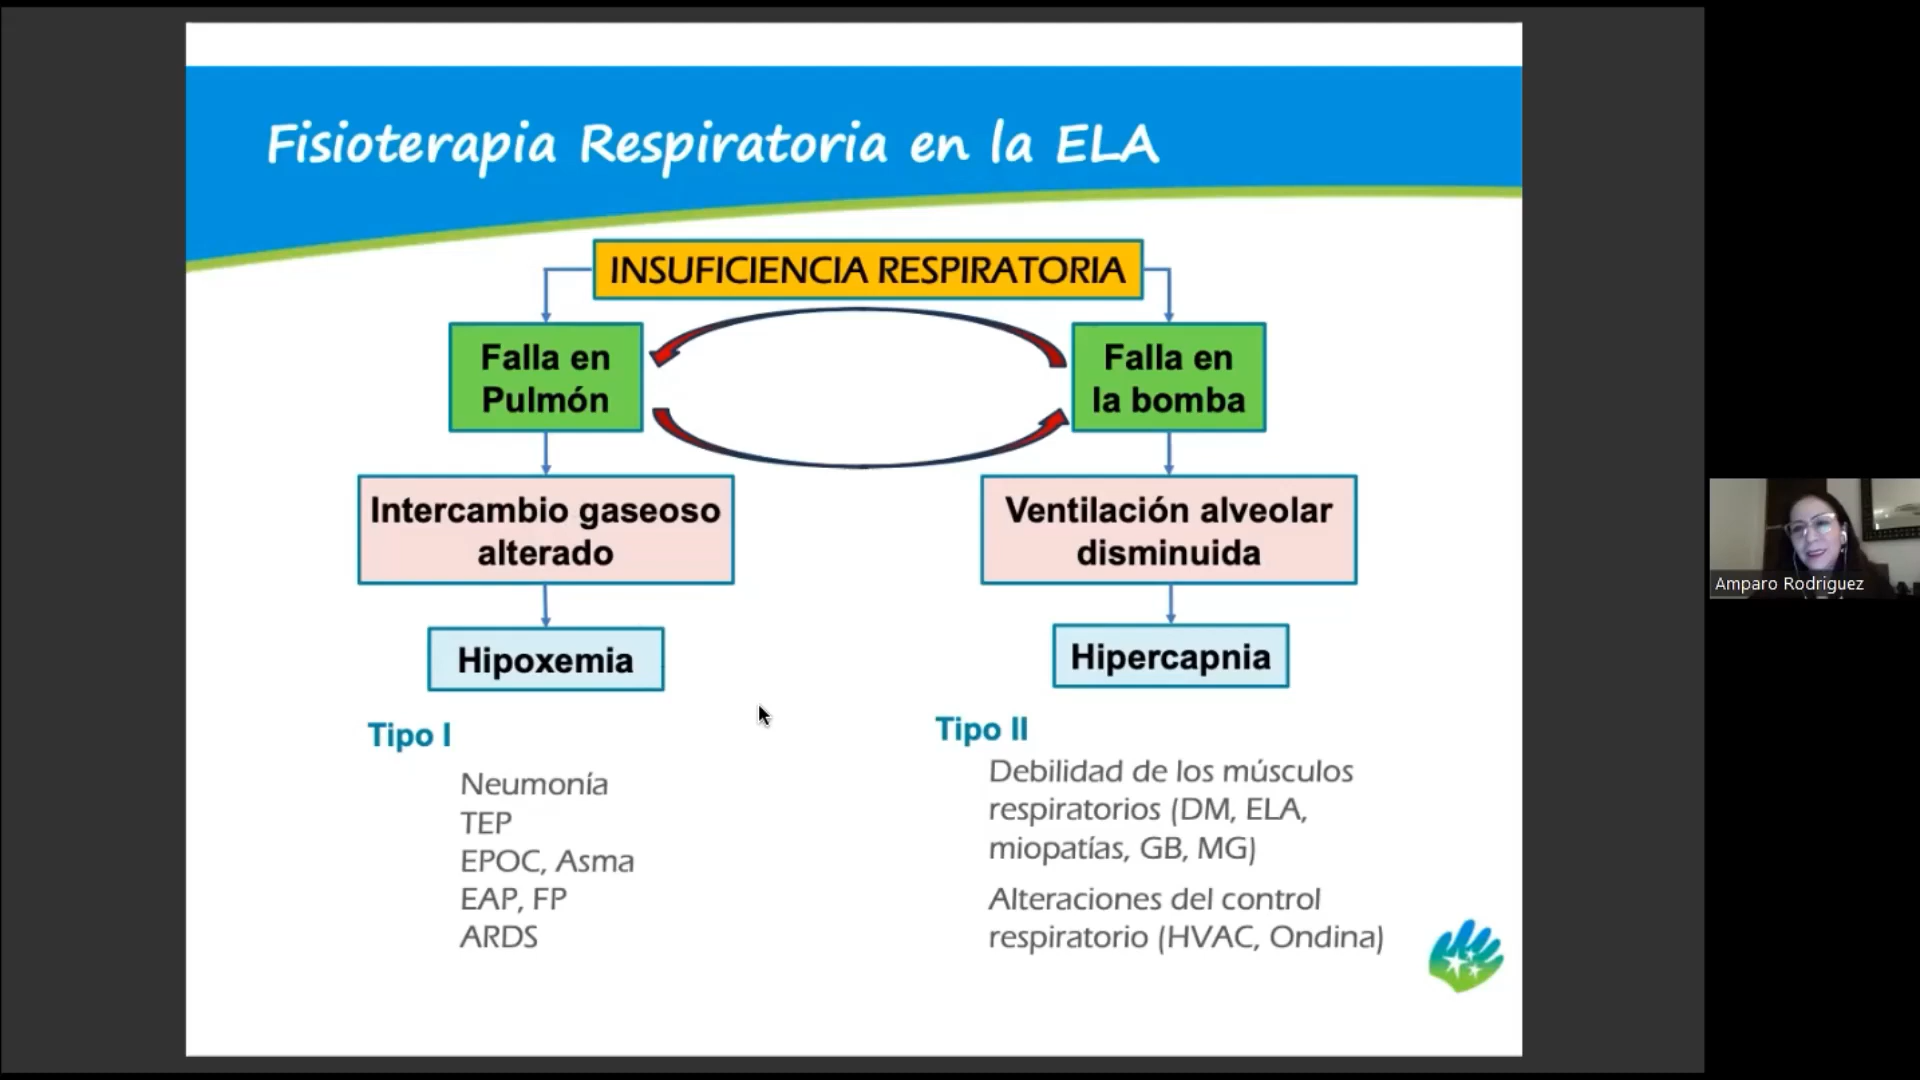 Fisioterapia Respiratoria en la ELA
INSUFICIENCIA RESPIRATORIA
Falla en
Pulmón
Falla en
la bomba
Intercambio gaseoso
alterado
Ventilación alveolar
disminuida
Hipoxemia
Hipercapnia
Tipo I
Neumonía
TEP
EPOC, Asma
EAP, FP
ARDS
Tipo II
Debilidad de los músculos
respiratorios (DM, ELA,
miopatías, GB, MG)
Alteraciones del control
respiratorio (HVAC, Ondina)
Amparo Rodriguez